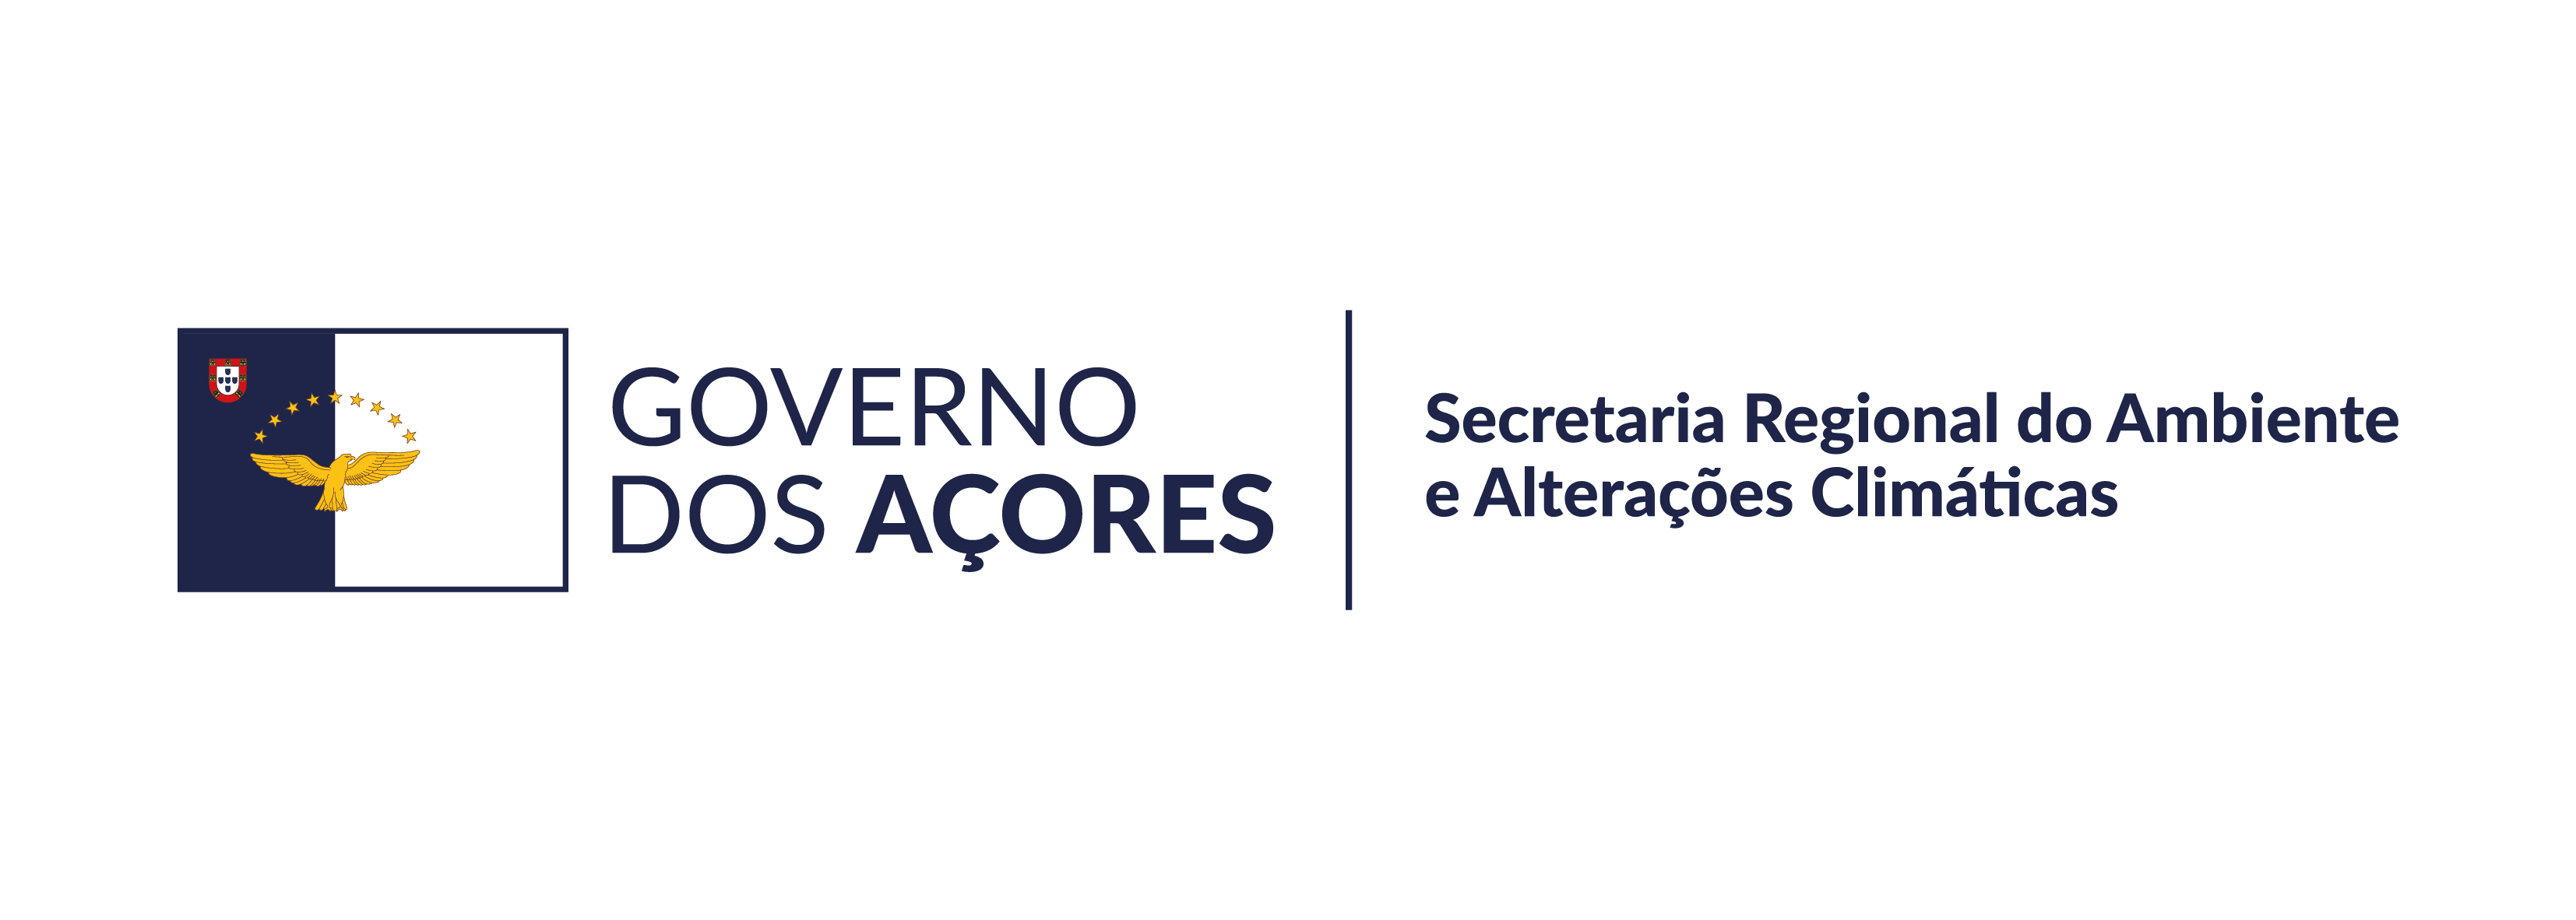 GOVERNO
DOS AÇORES
Secretaria Regional do Ambiente
e Alterações Climáticas